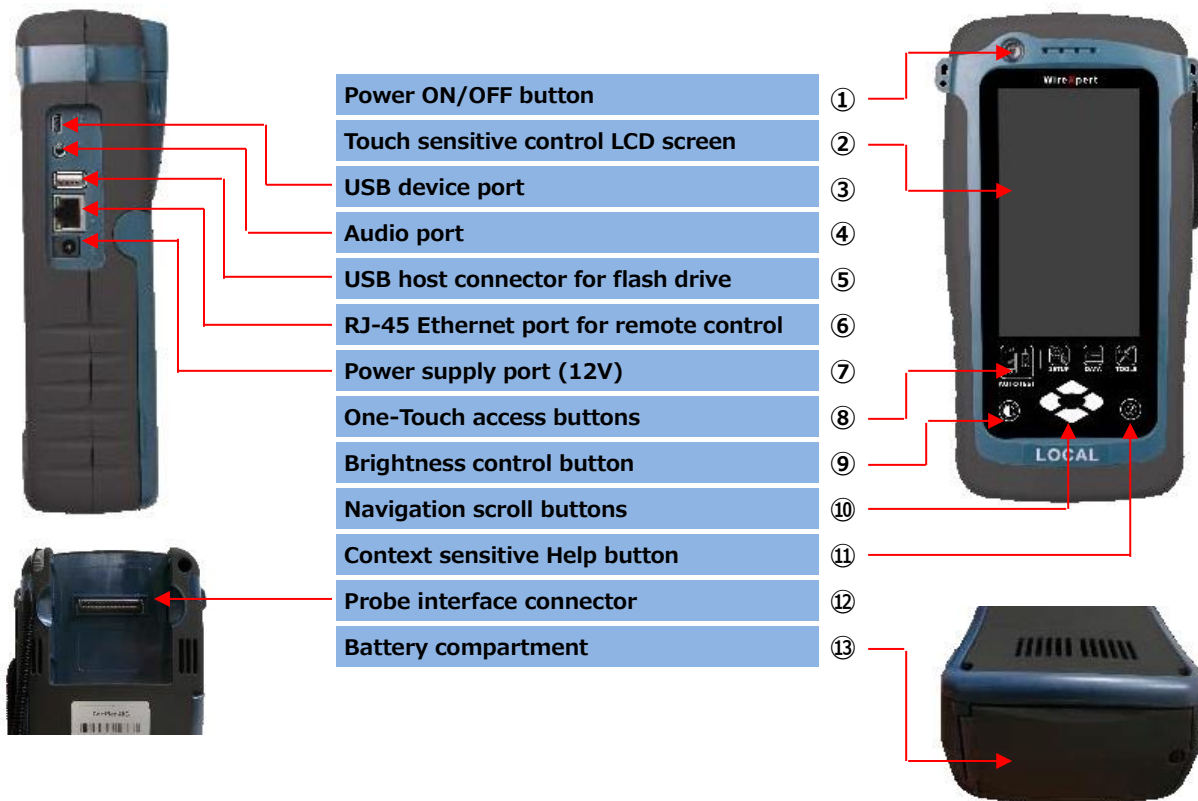 Power ON/OFF button ①
Touch sensitive control LCD screen ②
USB device port ③
Audio port ④
USB host connector for flash drive ⑤
RJ-45 Ethernet port for remote control ⑥
Power supply port (12V) ⑦
One-Touch access buttons ⑧
Brightness control button ⑨
Navigation scroll buttons ⑩
Context sensitive Help button ⑪
Probe interface connector ⑫
Battery compartment ⑬
WireXpert
AUTOTEST SETUP DATA TOOLS
LOCAL